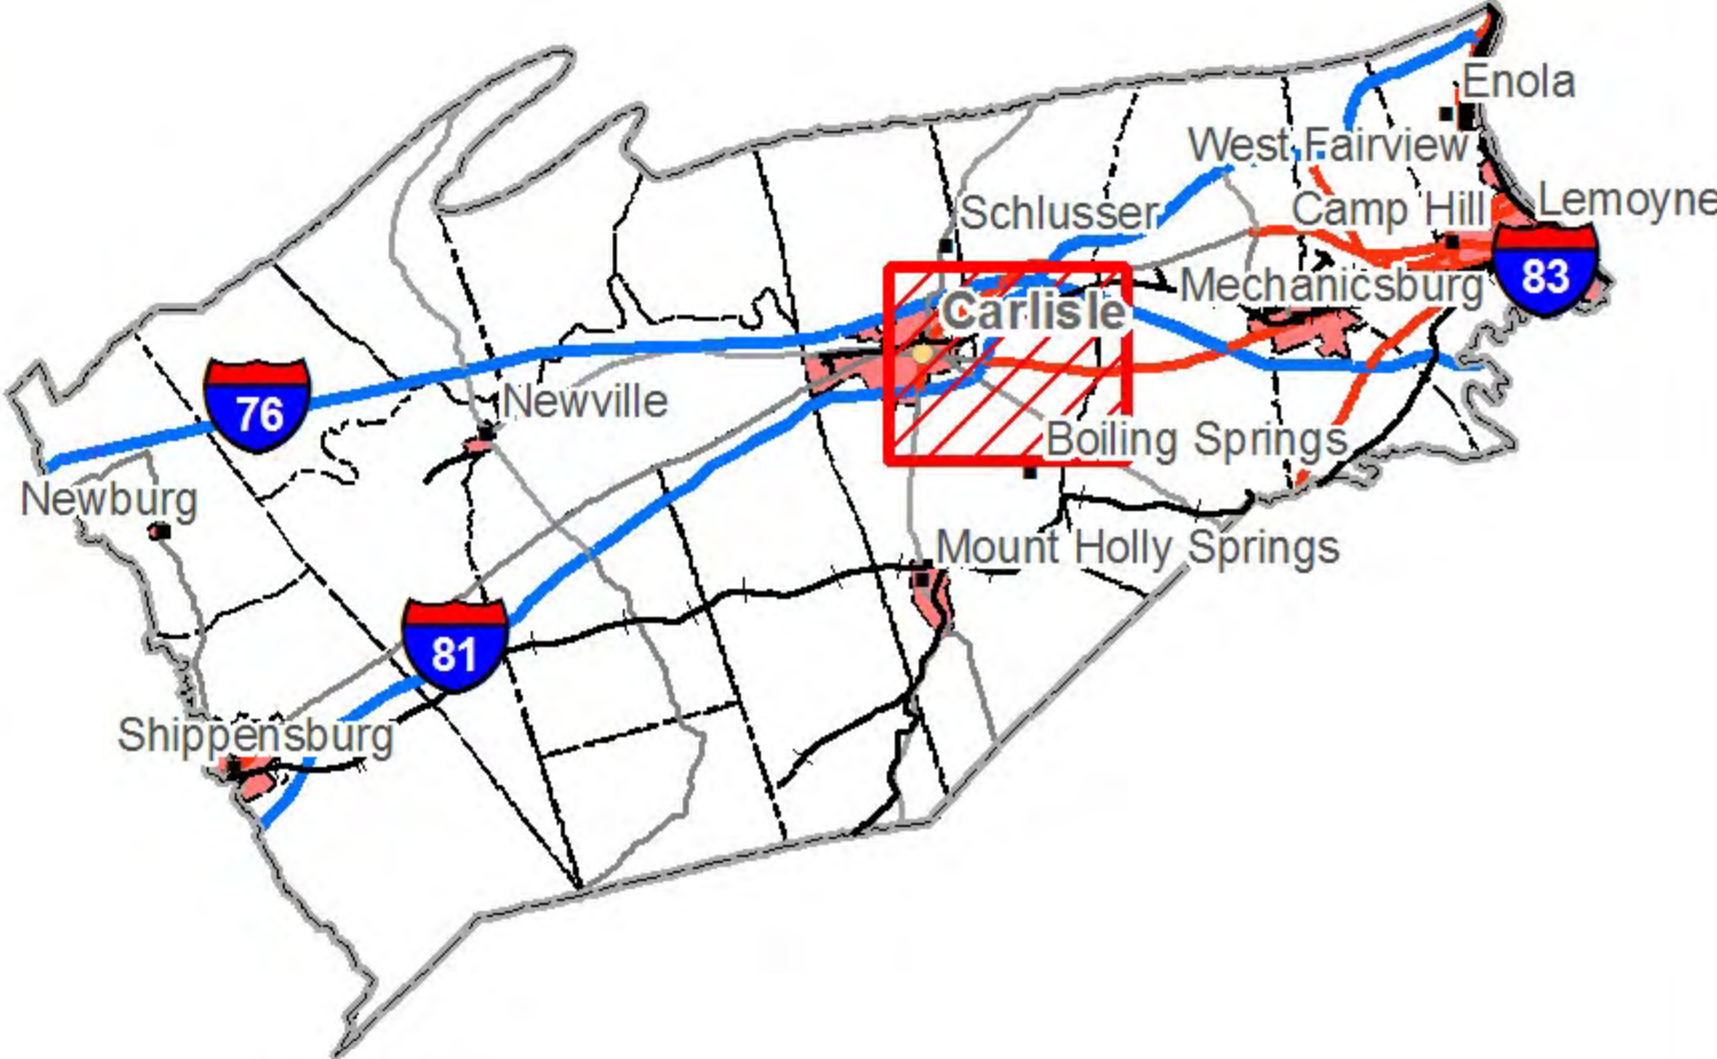 Enola
West Fairview
Schlusser
Camp Hill
Lemoyne
Mechanicsburg
83
Carlisle
76
Newville
Boiling Springs
Newburg
Mount Holly Springs
81
Shippensburg